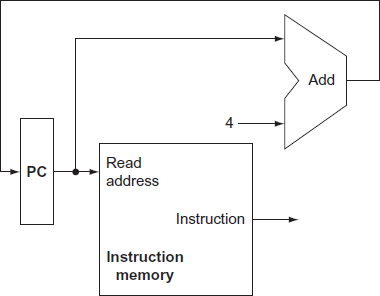 Add
4
PC
Read
address
Instruction
Instruction
memory